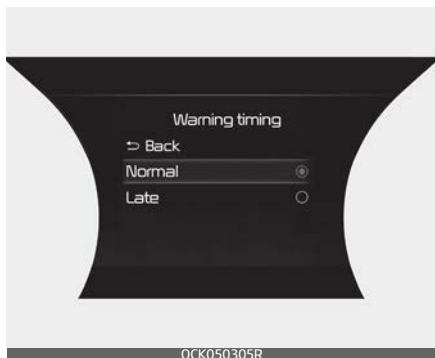 Warning timing
⮌ Back
Normal
Late
OCK050305R